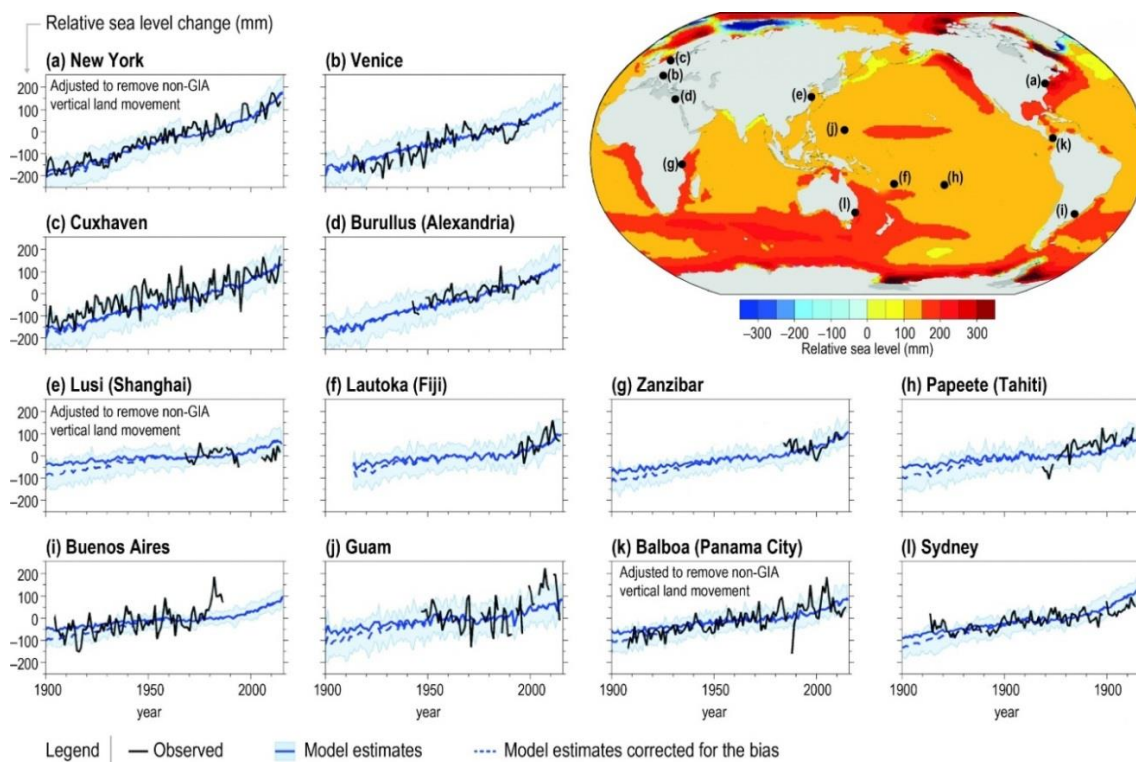 Relative sea level change (mm)
(a) New York
(b) Venice
200
100
0
−100
−200
Adjusted to remove non-GIA
vertical land movement
(c) Cuxhaven
(d) Burullus (Alexandria)
200
100
0
−100
−200
(c)
(b)
(d)
(e)
(a)
(j)
(k)
(g)
(f)
(h)
(l)
(i)
−300 −200 −100 0 100 200 300
Relative sea level (mm)
(e) Lusi (Shanghai)
(f) Lautoka (Fiji)
(g) Zanzibar
(h) Papeete (Tahiti)
200
100
0
−100
−200
Adjusted to remove non-GIA
vertical land movement
(i) Buenos Aires
(j) Guam
(k) Balboa (Panama City)
(l) Sydney
200
100
0
−100
−200
Adjusted to remove non-GIA
vertical land movement
1900 1950 2000
1900 1950 2000
1900 1950 2000
1900 1900 1900
year
year
year
year
Legend
Observed
Model estimates
Model estimates corrected for the bias